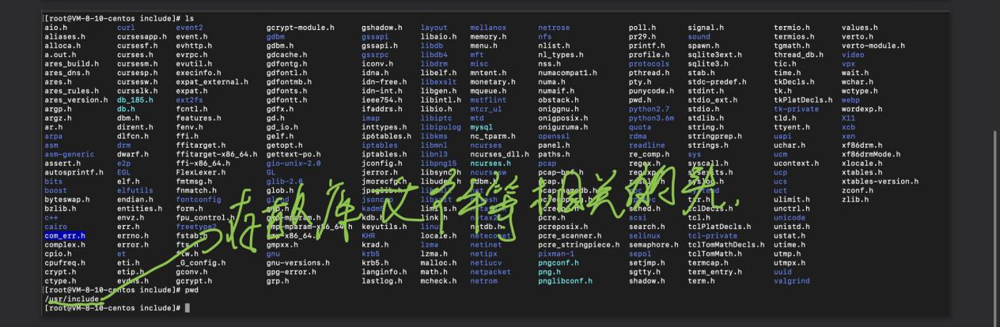 [[root@VM-8-10-centos include]# ls
aio.h curl event2 gcrypt-module.h gshadow.h layout mellanox netrose poll.h signal.h termio.h values.h
aliases.h cursesapp.h event.h gdbm gssapi libaio.h memory.h nfs pr29.h sound termios.h verto.h
alloca.h cursesf.h evhttp.h gdbm.h gssapi.h libdb menu.h nlist.h printf.h spawn.h tgmath.h verto-module.h
a.out.h cursesh.h evrpc.h gdcache.h gssrpc libdb4 mft nl_types.h profile.h sqlite3ext.h thread_db.h video
ares_build.h cursesm.h evutil.h gdfontg.h iconv.h libdrm misc nss.h protocols sqlite3.h tic.h vpx
ares_dns.h cursesp.h execinfo.h gdfontl.h idna.h libelf.h mntent.h numacompat1.h pthread.h stab.h time.h wait.h
ares.h cursesw.h expat_external.h gdfontmb.h idn-free.h libexslt monetary.h numa.h pty.h stdc-predef.h tkDecls.h wchar.h
ares_rules.h cursslk.h expat.h gdfonts.h idn-int.h libgen.h mqueue.h numaif.h punycode.h stdint.h tk.h wctype.h
ares_version.h db_185.h ext2fs gdfontt.h ieee754.h libintl.h mstflint obstack.h pwd.h stdio_ext.h tkPlatDecls.h webp
argp.h db.h fcntl.h gdfx.h ifaddrs.h libio.h mtcr_ul oniggnu.h python2.7 stdio.h tk-private wordexp.h
argz.h dbm.h features.h gd.h imap libiptc mtd onigposix.h python3.6m stdlib.h tld.h X11
ar.h dirent.h fenv.h gd_io.h inttypes.h libipulog mysql oniguruma.h quota string.h ttyent.h xcb
arpa dlfcn.h ffi.h gelf.h ip6tables.h libkms nc_tparm.h openssl rdma stringprep.h uapi xen
asm drm ffitarget.h getopt.h iptables libmnl ncurses panel.h readline strings.h uchar.h xf86drm.h
asm-generic dwarf.h ffitarget-x86_64.h gettext-po.h iptables.h libnl3 ncurses_dll.h paths.h re_comp.h sys ucm xf86drmMode.h
assert.h e2p ffi-x86_64.h gio-unix-2.0 jconfig.h libpng15 ncurses.h pcap regex.h syscall.h ucontext.h xlocale.h
autosprintf.h EGL FlexLexer.h GL jerror.h libsync ncursesw pcap-bpf.h regexp.h sysexits.h ucp xtables.h
bits elf.h fmtmsg.h glib-2.0 jmorecfg.h libudev.h ndbm.h pcap.h resolv.h syslog.h ucs xtables-version.h
boost elfutils fnmatch.h glob.h jpeglib.h net pcap-namedb.h rpc systemd uct zconf.h
byteswap.h endian.h fontconfig jsoncpp libxslt netash tar.h ulimit.h zlib.h
bzlib.h entities.h form.h gmp.h kadm5 limits.h netatalk pcreposix.h sched.h tclDecls.h unctrl.h
c++ envz.h fpu_control.h gmp-mparam.h kdb.h link.h netax25 pcre.h scsi tcl.h unicode
cairo err.h freetype2 gmp-mparam-x86_64.h keyutils.h linux netdb.h pcreposix.h search.h tclPlatDecls.h unistd.h
com_err.h errno.h fstab.h gmp-x86_64.h KHR locale.h neteconet pcre_scanner.h selinux tcl-private ustat.h
complex.h error.h fts.h gmpxx.h krad.h lzma netinet pcre_stringpiece.h semaphore.h tclTomMathDecls.h utime.h
cpio.h et ftw.h gnu krb5 lzma.h netipx pixman-1 sepol tclTomMath.h utmp.h
cpufreq.h eti.h _G_config.h gnu-versions.h krb5.h malloc.h netiucv pngconf.h setjmp.h termcap.h utmpx.h
crypt.h etip.h gconv.h gpg-error.h langinfo.h math.h netpacket png.h sgtty.h term_entry.h uuid
ctype.h evdns.h gcrypt.h grp.h lastlog.h mcheck.h netrom pnglibconf.h shadow.h term.h valgrind
存放库文件等相关的头
[[root@VM-8-10-centos include]# pwd
/usr/include
[root@VM-8-10-centos include]#